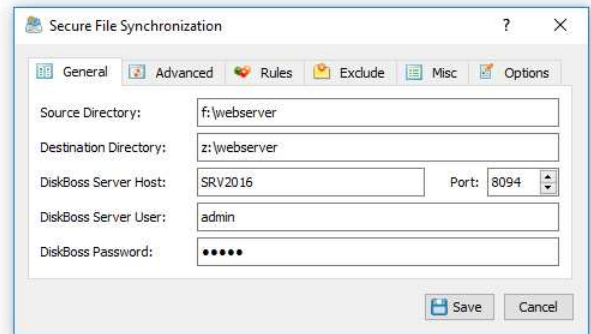 Secure File Synchronization ? X
General Advanced Rules Exclude Misc Options
Source Directory: f:\webserver
Destination Directory: z:\webserver
DiskBoss Server Host: SRV2016 Port: 8094
DiskBoss Server User: admin
DiskBoss Password: •••••
Save Cancel